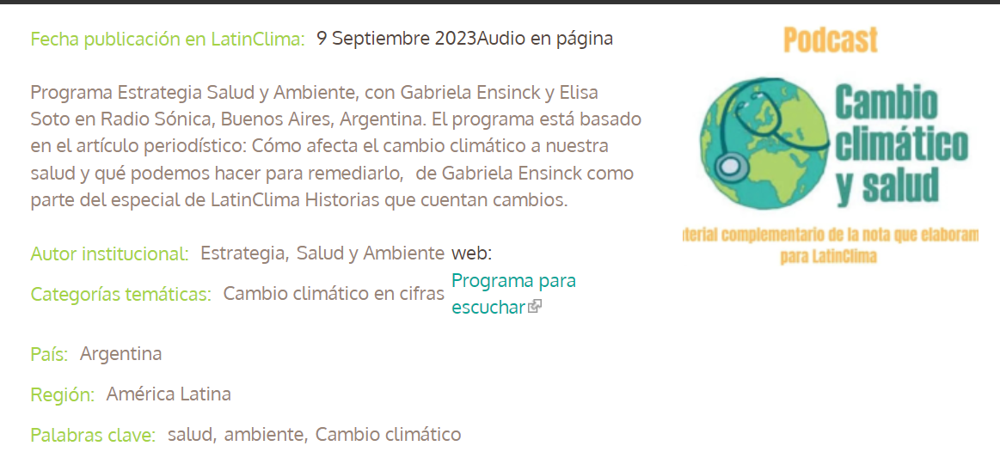 Fecha publicación en LatinClima: 9 Septiembre 2023Audio en página
Programa Estrategia Salud y Ambiente, con Gabriela Ensinck y Elisa
Soto en Radio Sónica, Buenos Aires, Argentina. El programa está basado
en el artículo periodístico: Cómo afecta el cambio climático a nuestra
salud y qué podemos hacer para remediarlo, de Gabriela Ensinck como
parte del especial de LatinClima Historias que cuentan cambios.
Autor institucional: Estrategia, Salud y Ambiente
Categorías temáticas: Cambio climático en cifras
web:
Programa para
escuchar
País: Argentina
Región: América Latina
Palabras clave: salud, ambiente, Cambio climático
Podcast
Cambio
climático
y salud
terial complementario de la nota que elaboram
para LatinClima